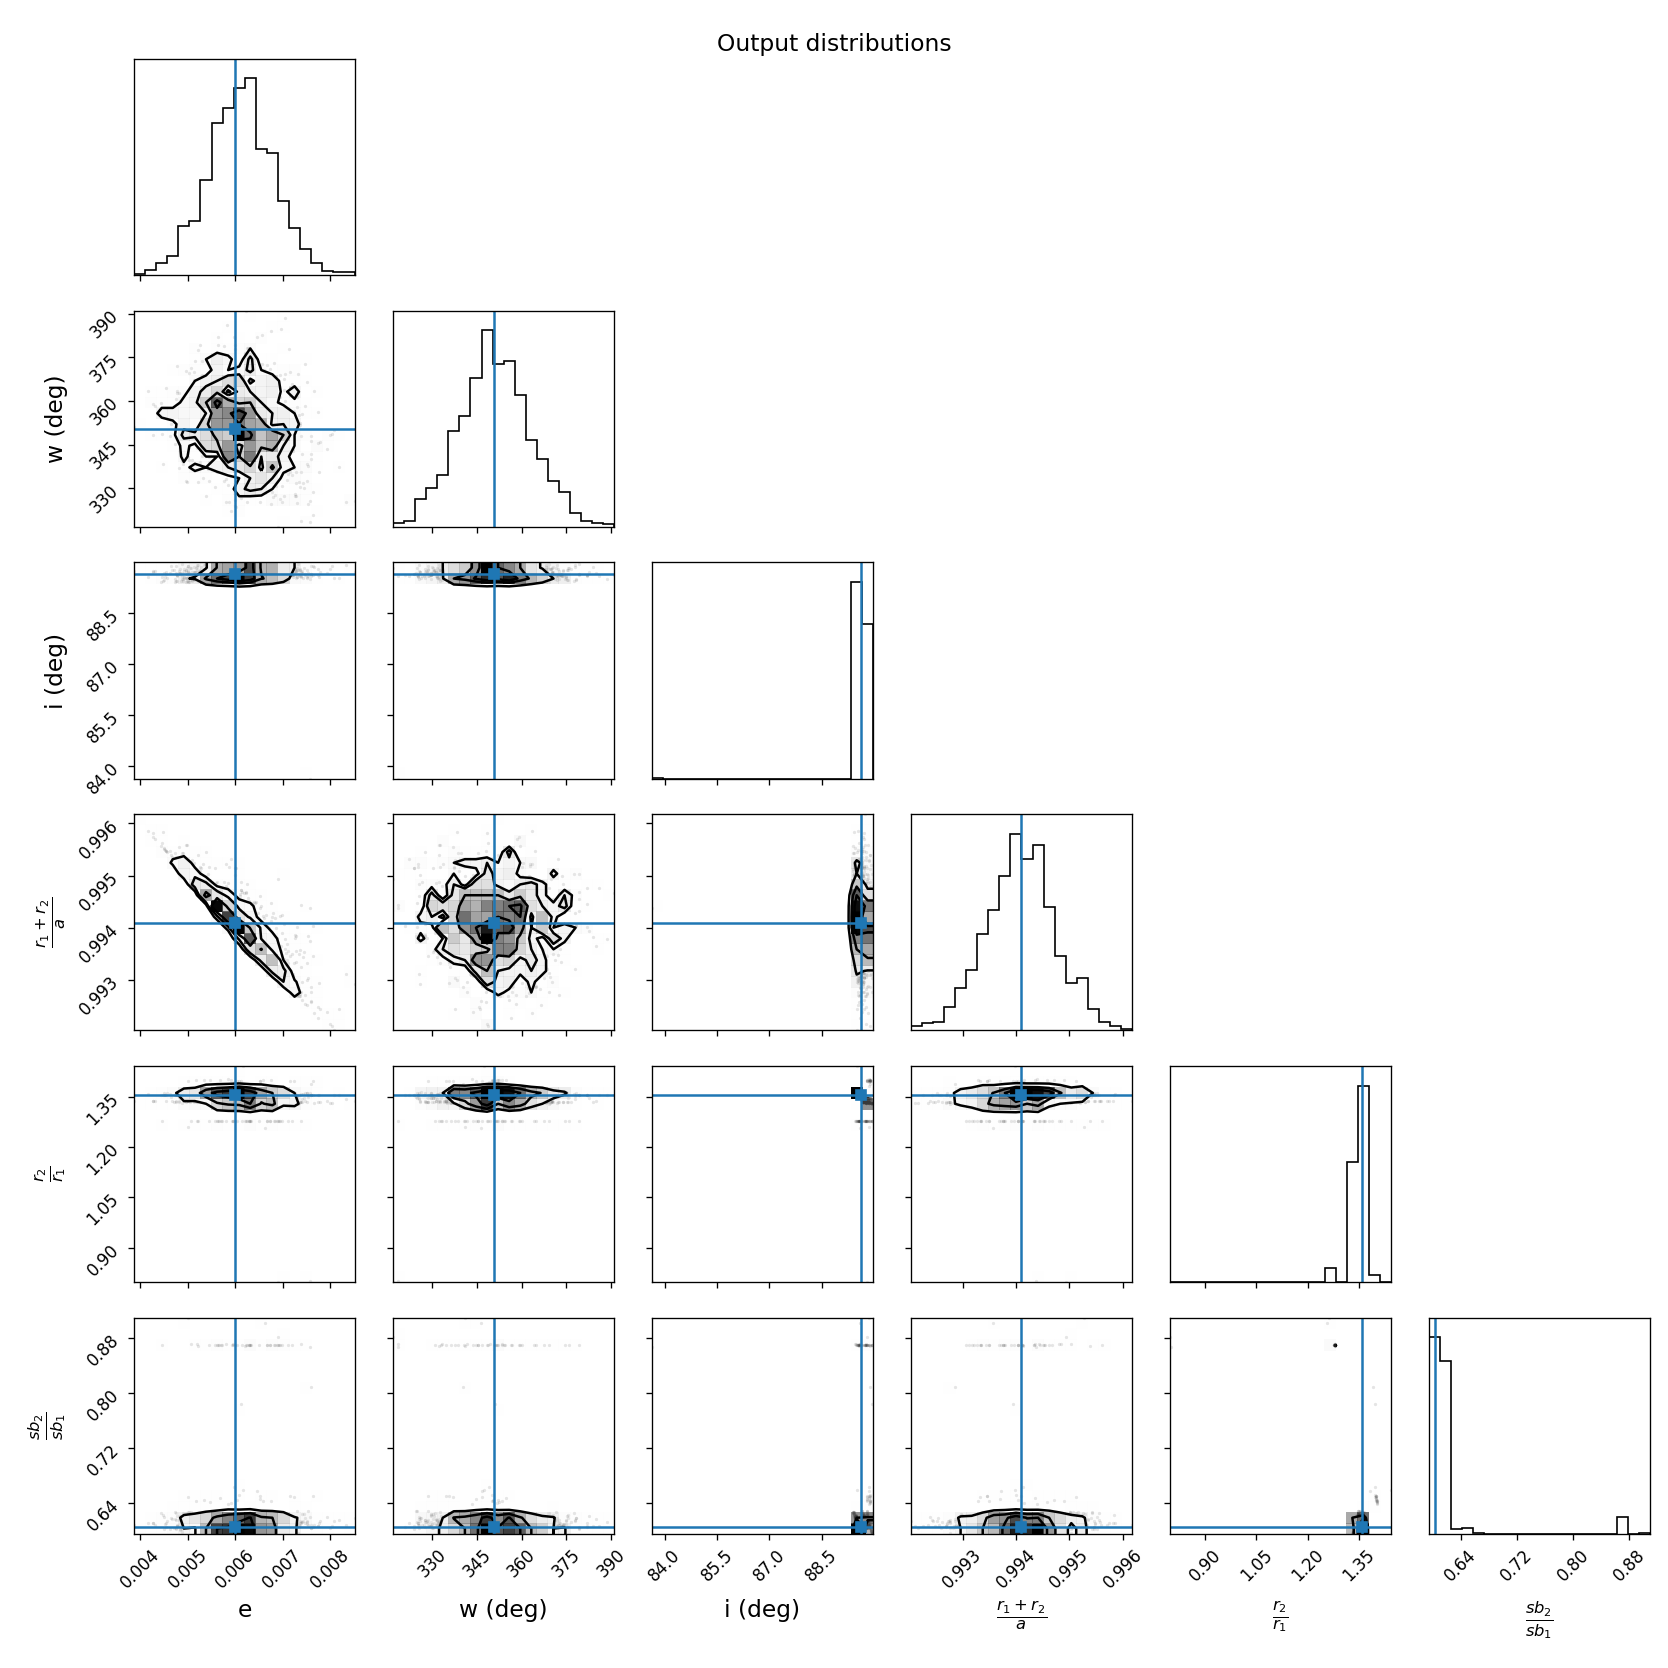 Output distributions
390
375
360
345
330
w (deg)
88.5
87.0
85.5
84.0
i (deg)
0.996
0.995
0.994
0.993
r₁ + r₂
a
1.35
1.20
1.05
0.90
r₂
r₁
0.88
0.80
0.72
0.64
sb₂
sb₁
0.004 0.005 0.006 0.007 0.008 330 345 360 375 390 84.0 85.5 87.0 88.5 0.993 0.994 0.995 0.996 0.90 1.05 1.20 1.35 0.64 0.72 0.80 0.88
e w (deg) i (deg) r₁ + r₂ r₂ sb₂
a r₁ sb₁